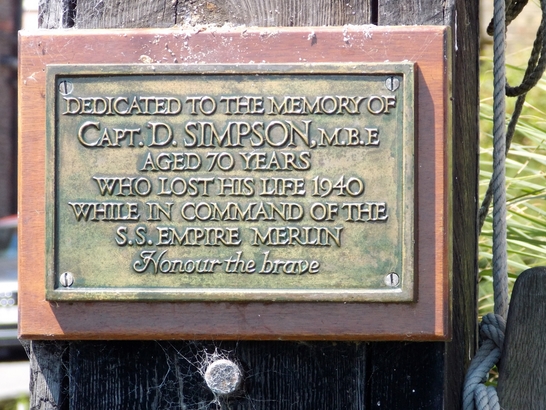 DEDICATED TO THE MEMORY OF
CAPT. D. SIMPSON, M.B.E
AGED 70 YEARS
WHO LOST HIS LIFE 1940
WHILE IN COMMAND OF THE
S.S. EMPIRE MERLIN
Honour the brave